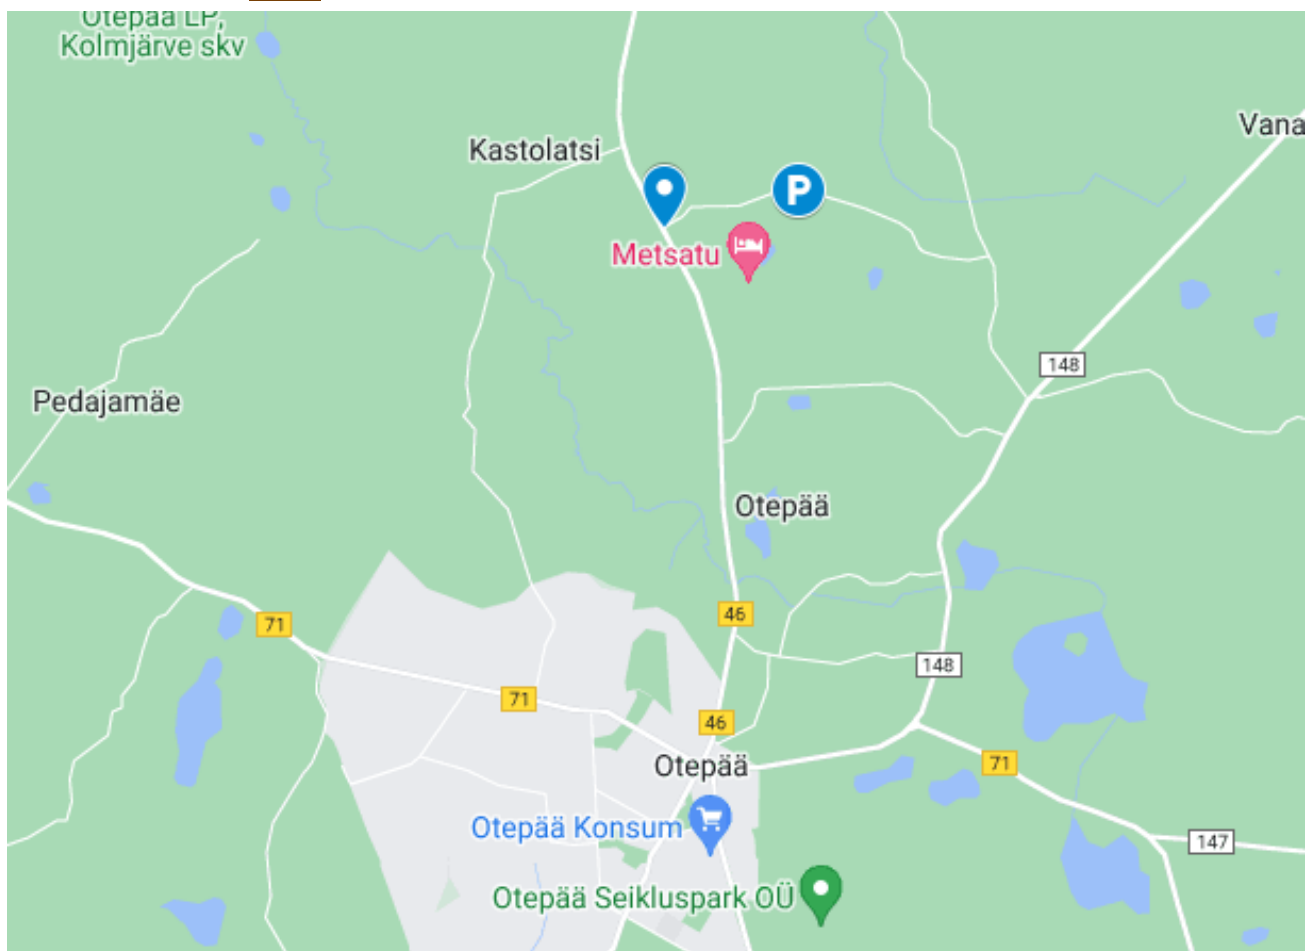 Otepää LP,
Kolmjärve skv
Vana
Kastolatsi
P
Metsatu
148
Pedajamäe
Otepää
71
46
148
71
46
Otepää
71
Otepää Konsum
147
Otepää Seikluspark OÜ